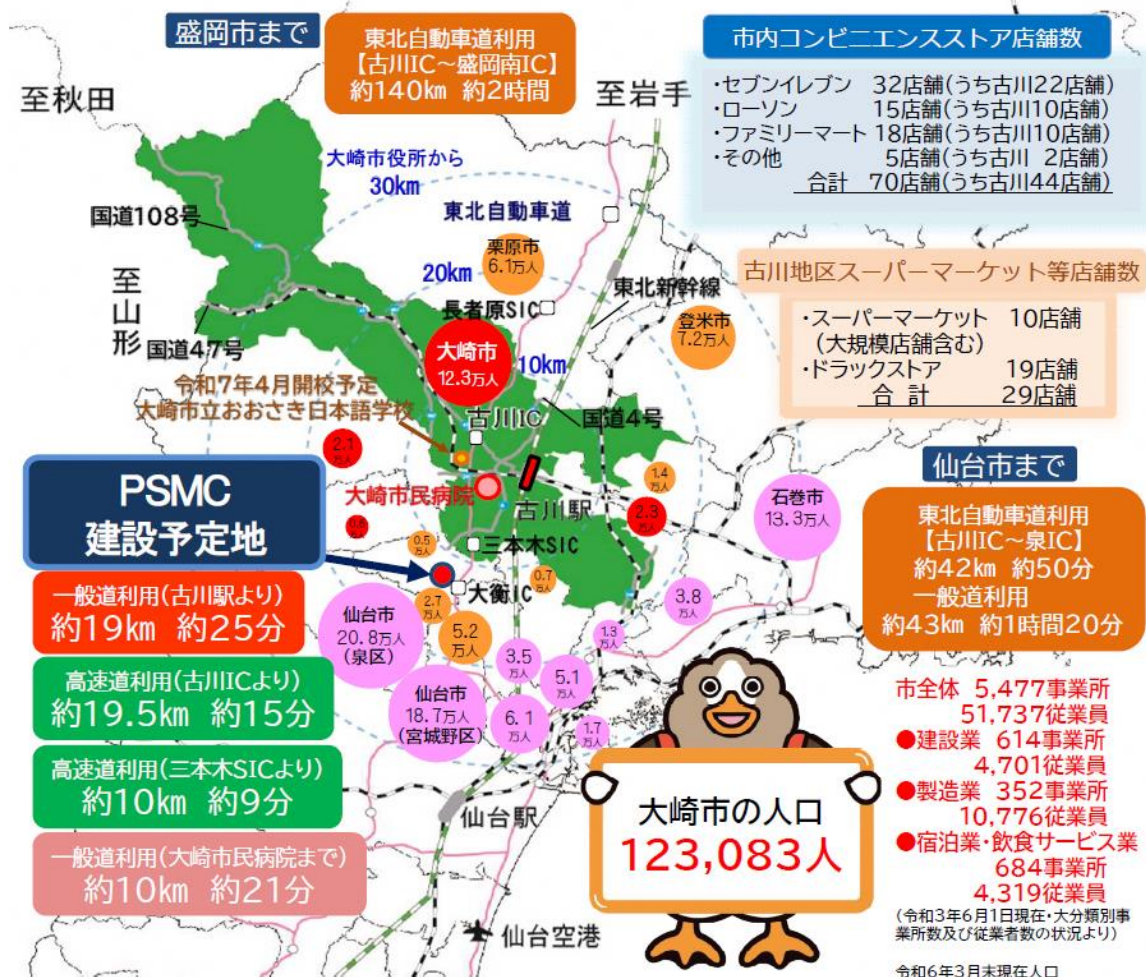 盛岡市まで
東北自動車道利用
【古川IC～盛岡南IC】
約140km 約2時間
市内コンビニエンスストア店舗数
・セブンイレブン 32店舗(うち古川22店舗)
・ローソン 15店舗(うち古川10店舗)
・ファミリーマート 18店舗(うち古川10店舗)
・その他 5店舗(うち古川 2店舗)
合計 70店舗(うち古川44店舗)
至秋田
至岩手
大崎市役所から
30km
国道108号
東北自動車道
栗原市
6.1万人
20km
古川地区スーパーマーケット等店舗数
・スーパーマーケット 10店舗
(大規模店舗含む)
・ドラックストア 19店舗
合 計 29店舗
至山形
長者原SIC
東北新幹線
登米市
7.2万人
国道47号
大崎市
12.3万人
10km
令和7年4月開校予定
大崎市立おおさき日本語学校
古川IC
国道4号
2.1
万人
PSMC
建設予定地
大崎市民病院
古川駅
1.4
万人
2.3
万人
石巻市
13.3万人
仙台市まで
東北自動車道利用
【古川IC～泉IC】
約42km 約50分
一般道利用
約43km 約1時間20分
0.6
万人
0.5
万人
三本木SIC
大衡IC
0.7
万人
一般道利用(古川駅より)
約19km 約25分
仙台市
20.8万人
(泉区)
2.7
万人
5.2
万人
3.8
万人
1.3
万人
3.5
万人
5.1
万人
高速道利用(古川ICより)
約19.5km 約15分
仙台市
18.7万人
(宮城野区)
6.1
万人
1.7
万人
高速道利用(三本木SICより)
約10km 約9分
仙台駅
一般道利用(大崎市民病院まで)
約10km 約21分
仙台空港
大崎市の人口
123,083人
市全体 5,477事業所
51,737従業員
●建設業 614事業所
4,701従業員
●製造業 352事業所
10,776従業員
●宿泊業・飲食サービス業
684事業所
4,319従業員
(令和3年6月1日現在・大分類別事
業所数及び従業者数の状況より)
令和6年3月末現在人口